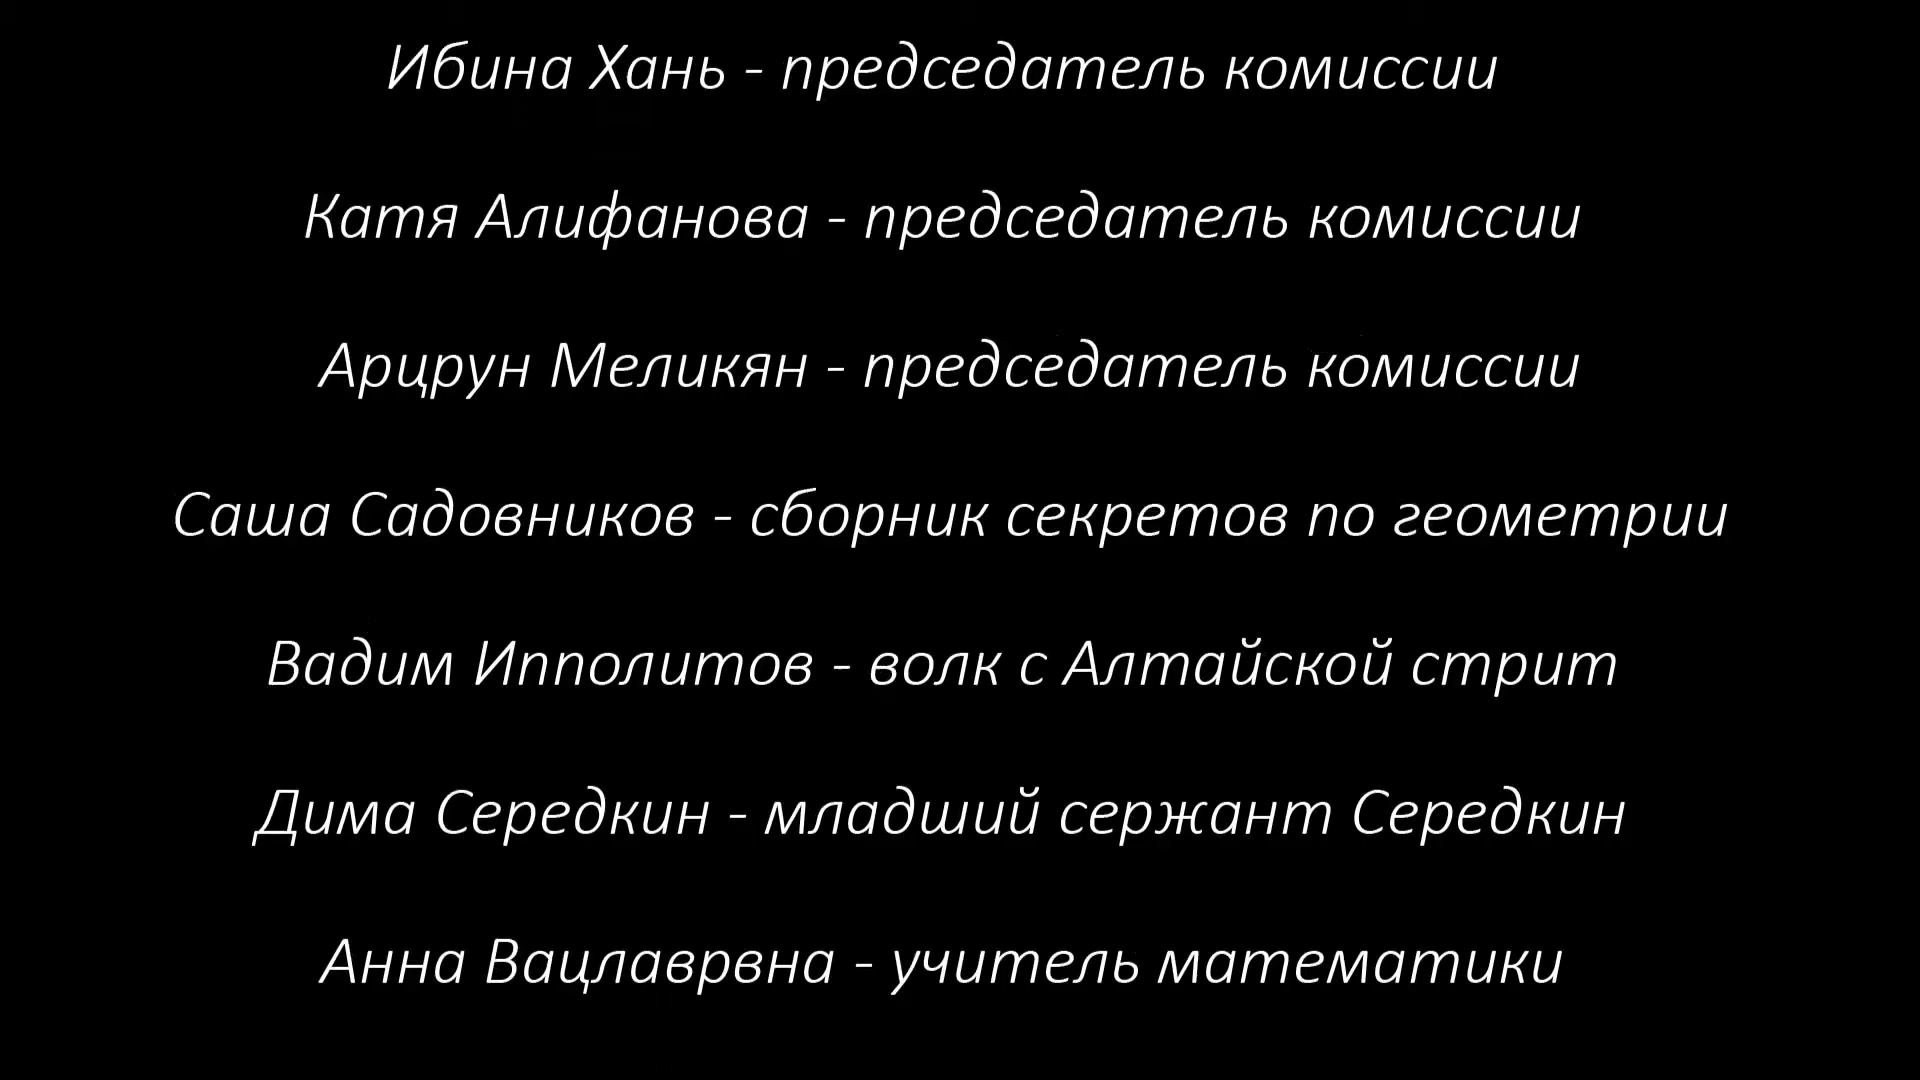 Ибина Хань - председатель комиссии
Катя Алифанова - председатель комиссии
Арцрун Меликян - председатель комиссии
Саша Садовников - сборник секретов по геометрии
Вадим Ипполитов - волк с Алтайской стрит
Дима Середкин - младший сержант Середкин
Анна Вацлаврвна - учитель математики